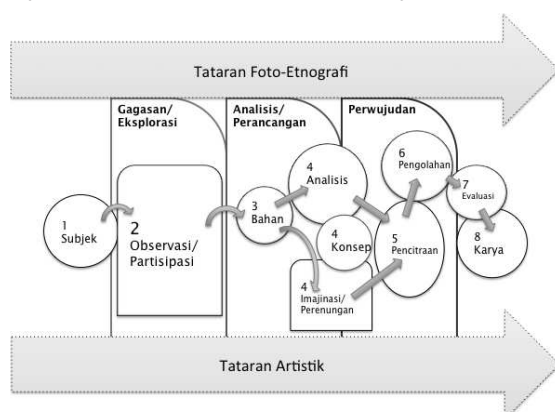 Tataran Foto-Etnografi
Gagasan/
Eksplorasi
Analisis/
Perancangan
Perwujudan
1
Subjek
2
Observasi/
Partisipasi
3
Bahan
4
Analisis
4
Konsep
4
Imajinasi/
Perenungan
5
Pencitraan
6
Pengolahan
7
Evaluasi
8
Karya
Tataran Artistik